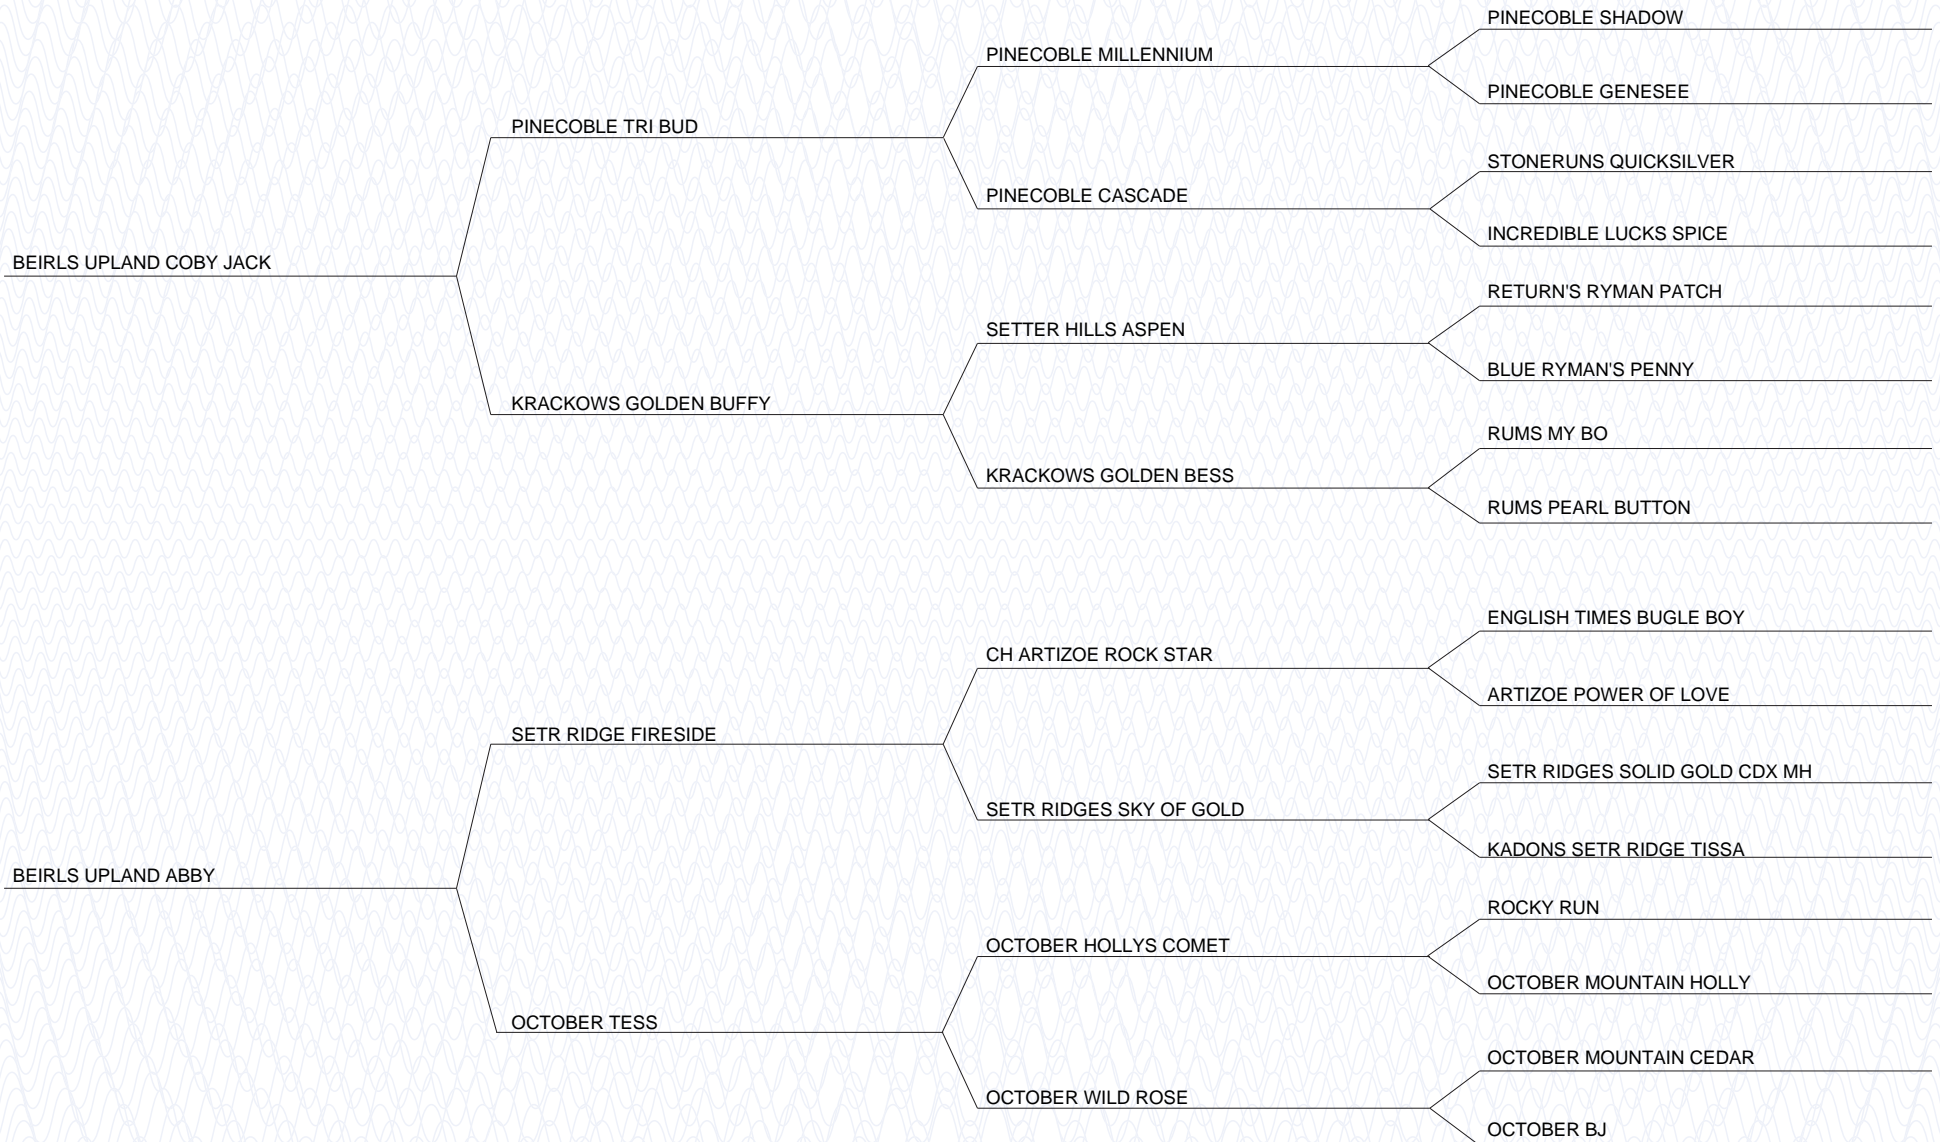 PINECOBLE SHADOW
PINECOBLE MILLENNIUM
PINECOBLE GENESEE
PINECOBLE TRI BUD
STONERUNS QUICKSILVER
PINECOBLE CASCADE
INCREDIBLE LUCKS SPICE
BEIRLS UPLAND COBY JACK
RETURN'S RYMAN PATCH
SETTER HILLS ASPEN
BLUE RYMAN'S PENNY
KRACKOWS GOLDEN BUFFY
RUMS MY BO
KRACKOWS GOLDEN BESS
RUMS PEARL BUTTON
ENGLISH TIMES BUGLE BOY
CH ARTIZOE ROCK STAR
ARTIZOE POWER OF LOVE
SETR RIDGE FIRESIDE
SETR RIDGES SOLID GOLD CDX MH
SETR RIDGES SKY OF GOLD
KADONS SETR RIDGE TISSA
BEIRLS UPLAND ABBY
ROCKY RUN
OCTOBER HOLLYS COMET
OCTOBER MOUNTAIN HOLLY
OCTOBER TESS
OCTOBER MOUNTAIN CEDAR
OCTOBER WILD ROSE
OCTOBER BJ